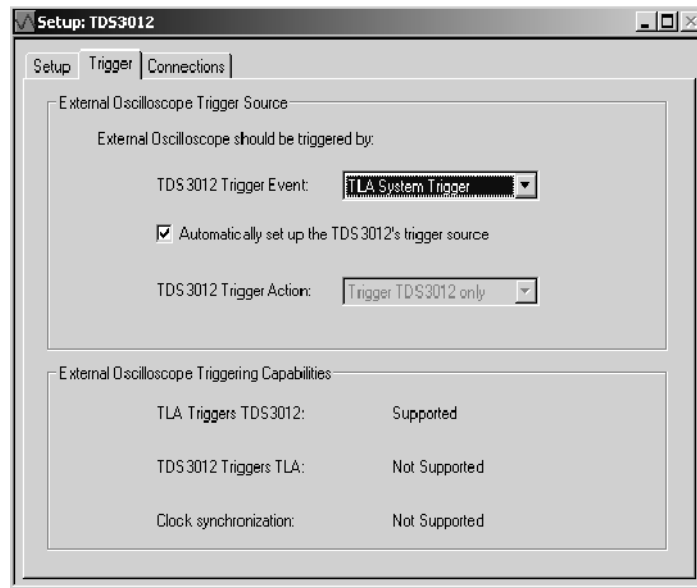 Setup: TDS3012
Setup Trigger Connections
External Oscilloscope Trigger Source
External Oscilloscope should be triggered by:
TDS3012 Trigger Event: TLA System Trigger
Automatically set up the TDS3012's trigger source
TDS3012 Trigger Action: Trigger TDS3012 only
External Oscilloscope Triggering Capabilities
TLA Triggers TDS3012: Supported
TDS3012 Triggers TLA: Not Supported
Clock synchronization: Not Supported